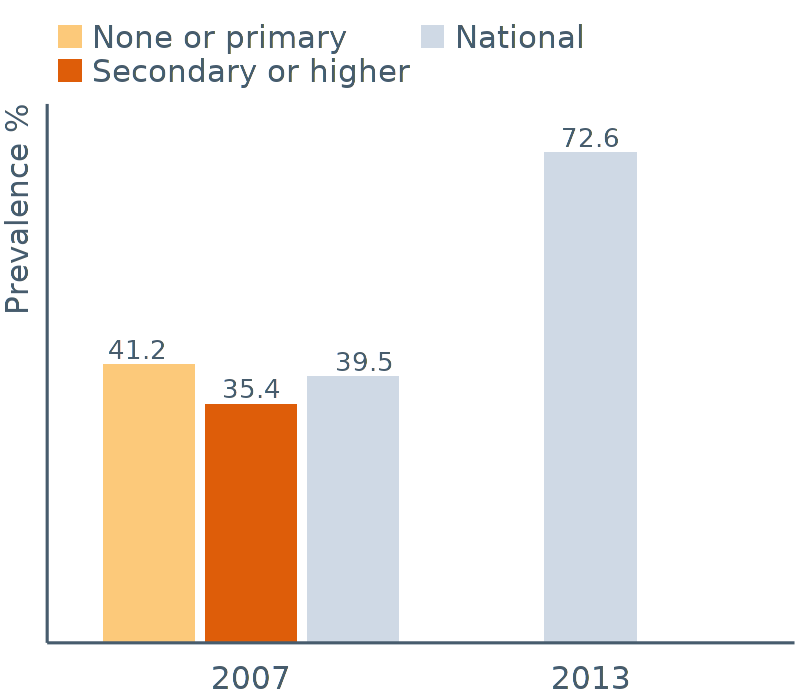 None or primary
National
Secondary or higher
Prevalence %
72.6
41.2
39.5
35.4
2007
2013